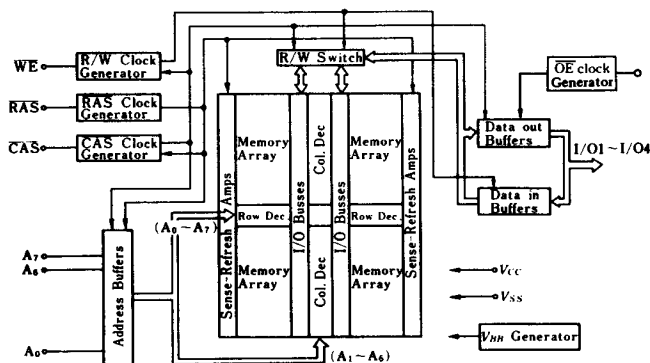 WE
R/W Clock
Generator
RAS
RAS Clock
Generator
CAS
CAS Clock
Generator
R/W Switch
OE clock
Generator
Data out
Buffers
I/O1~I/O4
Data in
Buffers
Sense-Refresh Amps
Memory
Array
I/O Busses
Col. Dec
I/O Busses
Memory
Array
Sense-Refresh Amps
Row Dec.
Row Dec.
(A0~A7)
Memory
Array
Col. Dec
Memory
Array
A7
A6
A0
Address Buffers
(A1~A6)
VCC
VSS
VBB Generator